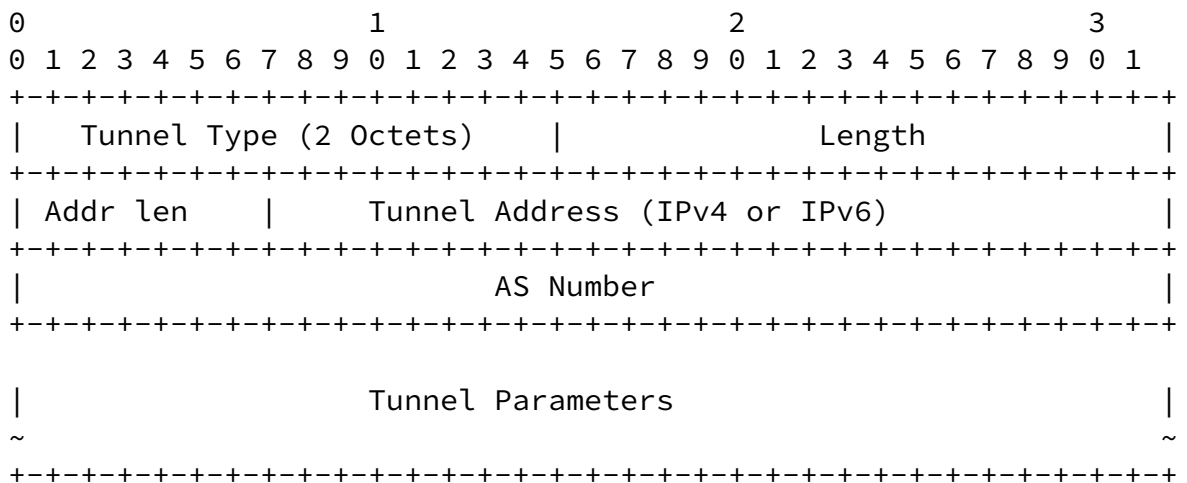 0                   1                   2                   3
0 1 2 3 4 5 6 7 8 9 0 1 2 3 4 5 6 7 8 9 0 1 2 3 4 5 6 7 8 9 0 1
+-+-+-+-+-+-+-+-+-+-+-+-+-+-+-+-+-+-+-+-+-+-+-+-+-+-+-+-+-+-+-+-+
|   Tunnel Type (2 Octets)    |              Length             |
+-+-+-+-+-+-+-+-+-+-+-+-+-+-+-+-+-+-+-+-+-+-+-+-+-+-+-+-+-+-+-+-+
| Addr len    |     Tunnel Address (IPv4 or IPv6)               |
+-+-+-+-+-+-+-+-+-+-+-+-+-+-+-+-+-+-+-+-+-+-+-+-+-+-+-+-+-+-+-+-+
|                          AS Number                            |
+-+-+-+-+-+-+-+-+-+-+-+-+-+-+-+-+-+-+-+-+-+-+-+-+-+-+-+-+-+-+-+-+
|                   Tunnel Parameters                           |
~                                                               ~
+-+-+-+-+-+-+-+-+-+-+-+-+-+-+-+-+-+-+-+-+-+-+-+-+-+-+-+-+-+-+-+-+